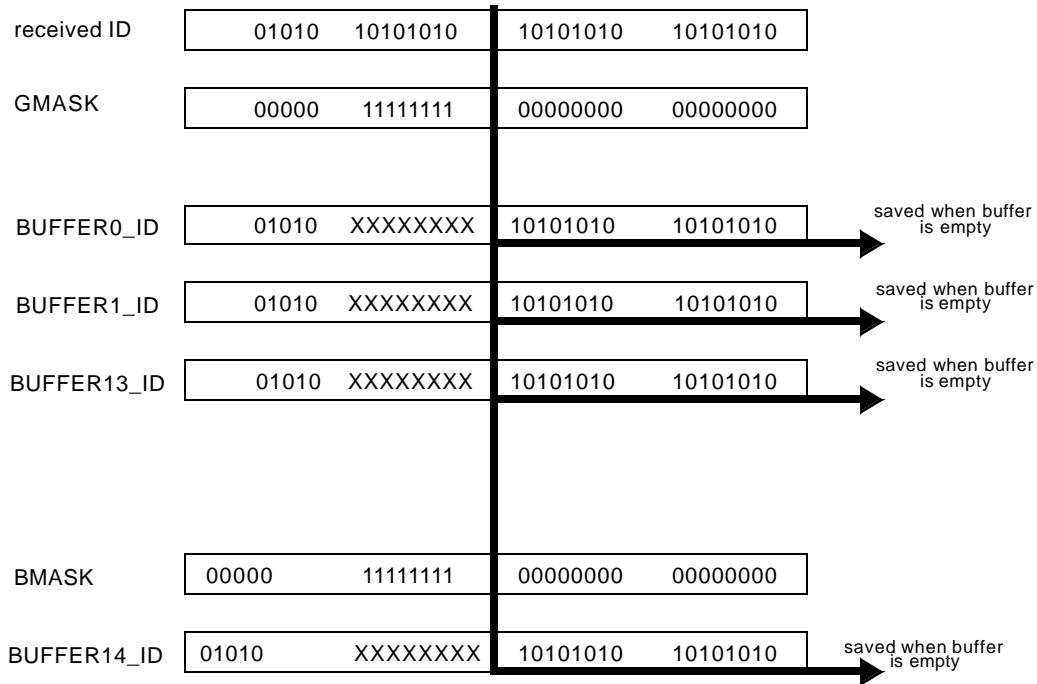 received ID 01010 10101010 10101010 10101010
GMASK 00000 11111111 00000000 00000000
BUFFER0_ID 01010 XXXXXXXX 10101010 10101010 saved when buffer
is empty
BUFFER1_ID 01010 XXXXXXXX 10101010 10101010 saved when buffer
is empty
BUFFER13_ID 01010 XXXXXXXX 10101010 10101010 saved when buffer
is empty
BMASK 00000 11111111 00000000 00000000
BUFFER14_ID 01010 XXXXXXXX 10101010 10101010 saved when buffer
is empty